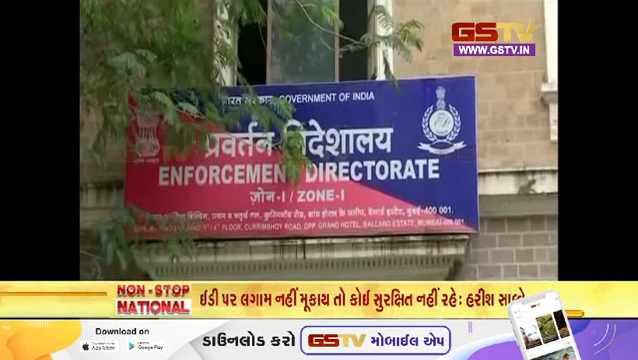 GSTV
WWW.GSTV.IN
भारत सरकार, GOVERNMENT OF INDIA
प्रवर्तन निदेशालय
ENFORCEMENT DIRECTORATE
ज़ोन-I / ZONE-I
400 001.
FLOOR, CURRIMBHOY ROAD, OPP GRAND HOTEL, BALLARD ESTATE, MUMBAI-400 001.
NON-STOP
NATIONAL
ઈડી પર લગામ નહીં મૂકાય તો કોઈ સુરક્ષિત નહીં રહે : હરીશ સાલ્વે
Download on
App Store
Google Play
ડાઉનલોડ કરો GSTV મોબાઈલ એપ